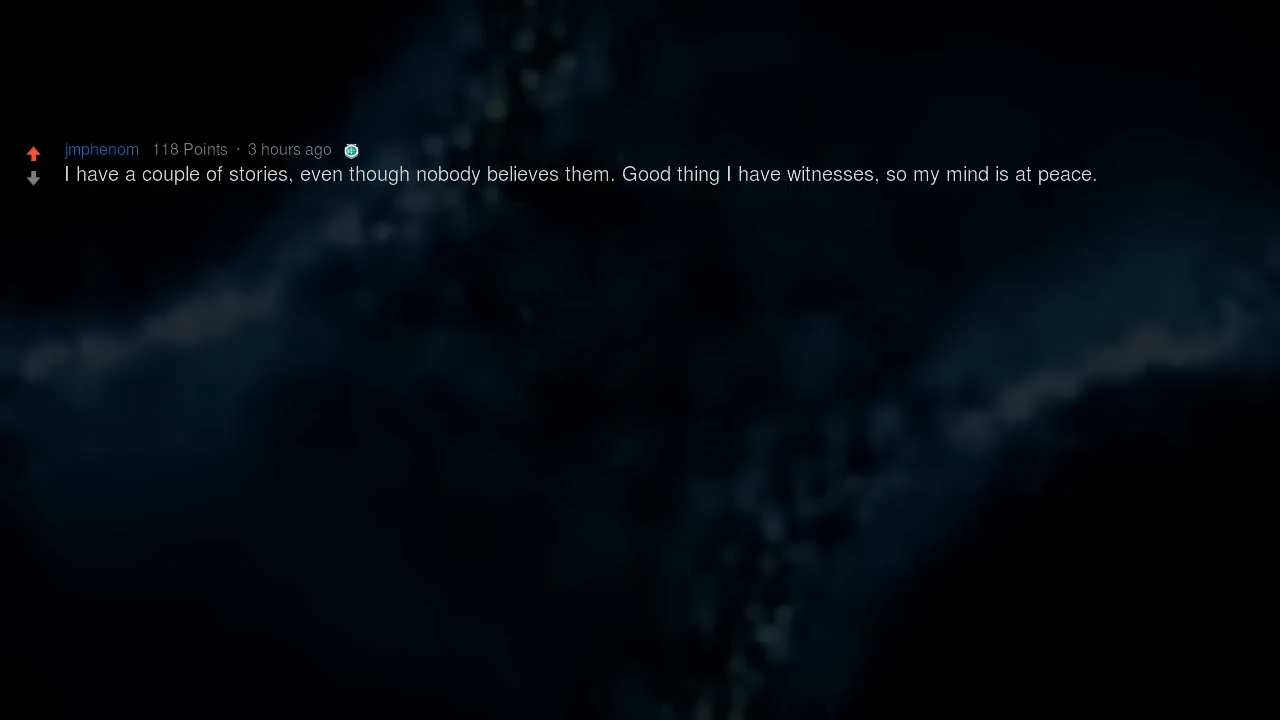 jmphenom 118 Points · 3 hours ago
I have a couple of stories, even though nobody believes them. Good thing I have witnesses, so my mind is at peace.